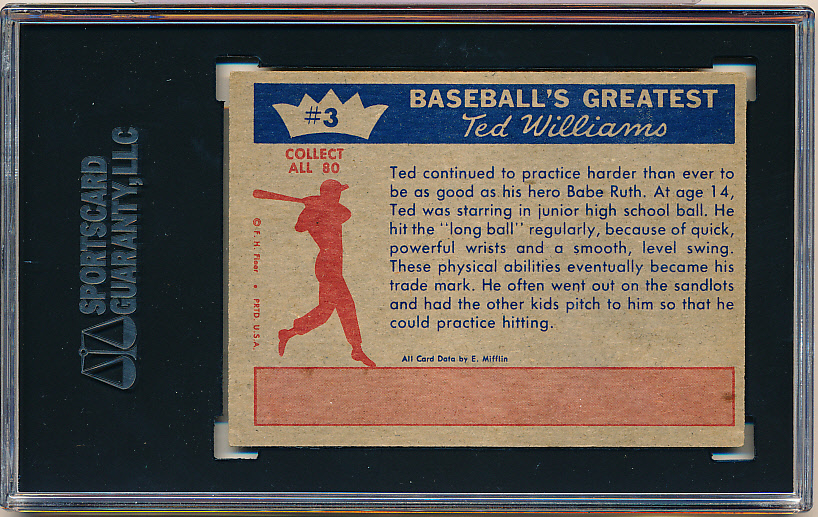 SPORTSCARD
GUARANTY, LLC
#3
BASEBALL'S GREATEST
Ted Williams
COLLECT
ALL 80
Ted continued to practice harder than ever to
be as good as his hero Babe Ruth. At age 14,
Ted was starring in junior high school ball. He
hit the "long ball" regularly, because of quick,
powerful wrists and a smooth, level swing.
These physical abilities eventually became his
trade mark. He often went out on the sandlots
and had the other kids pitch to him so that he
could practice hitting.
© F. H. Fleer • PRTD. U.S.A.
All Card Data by E. Mifflin